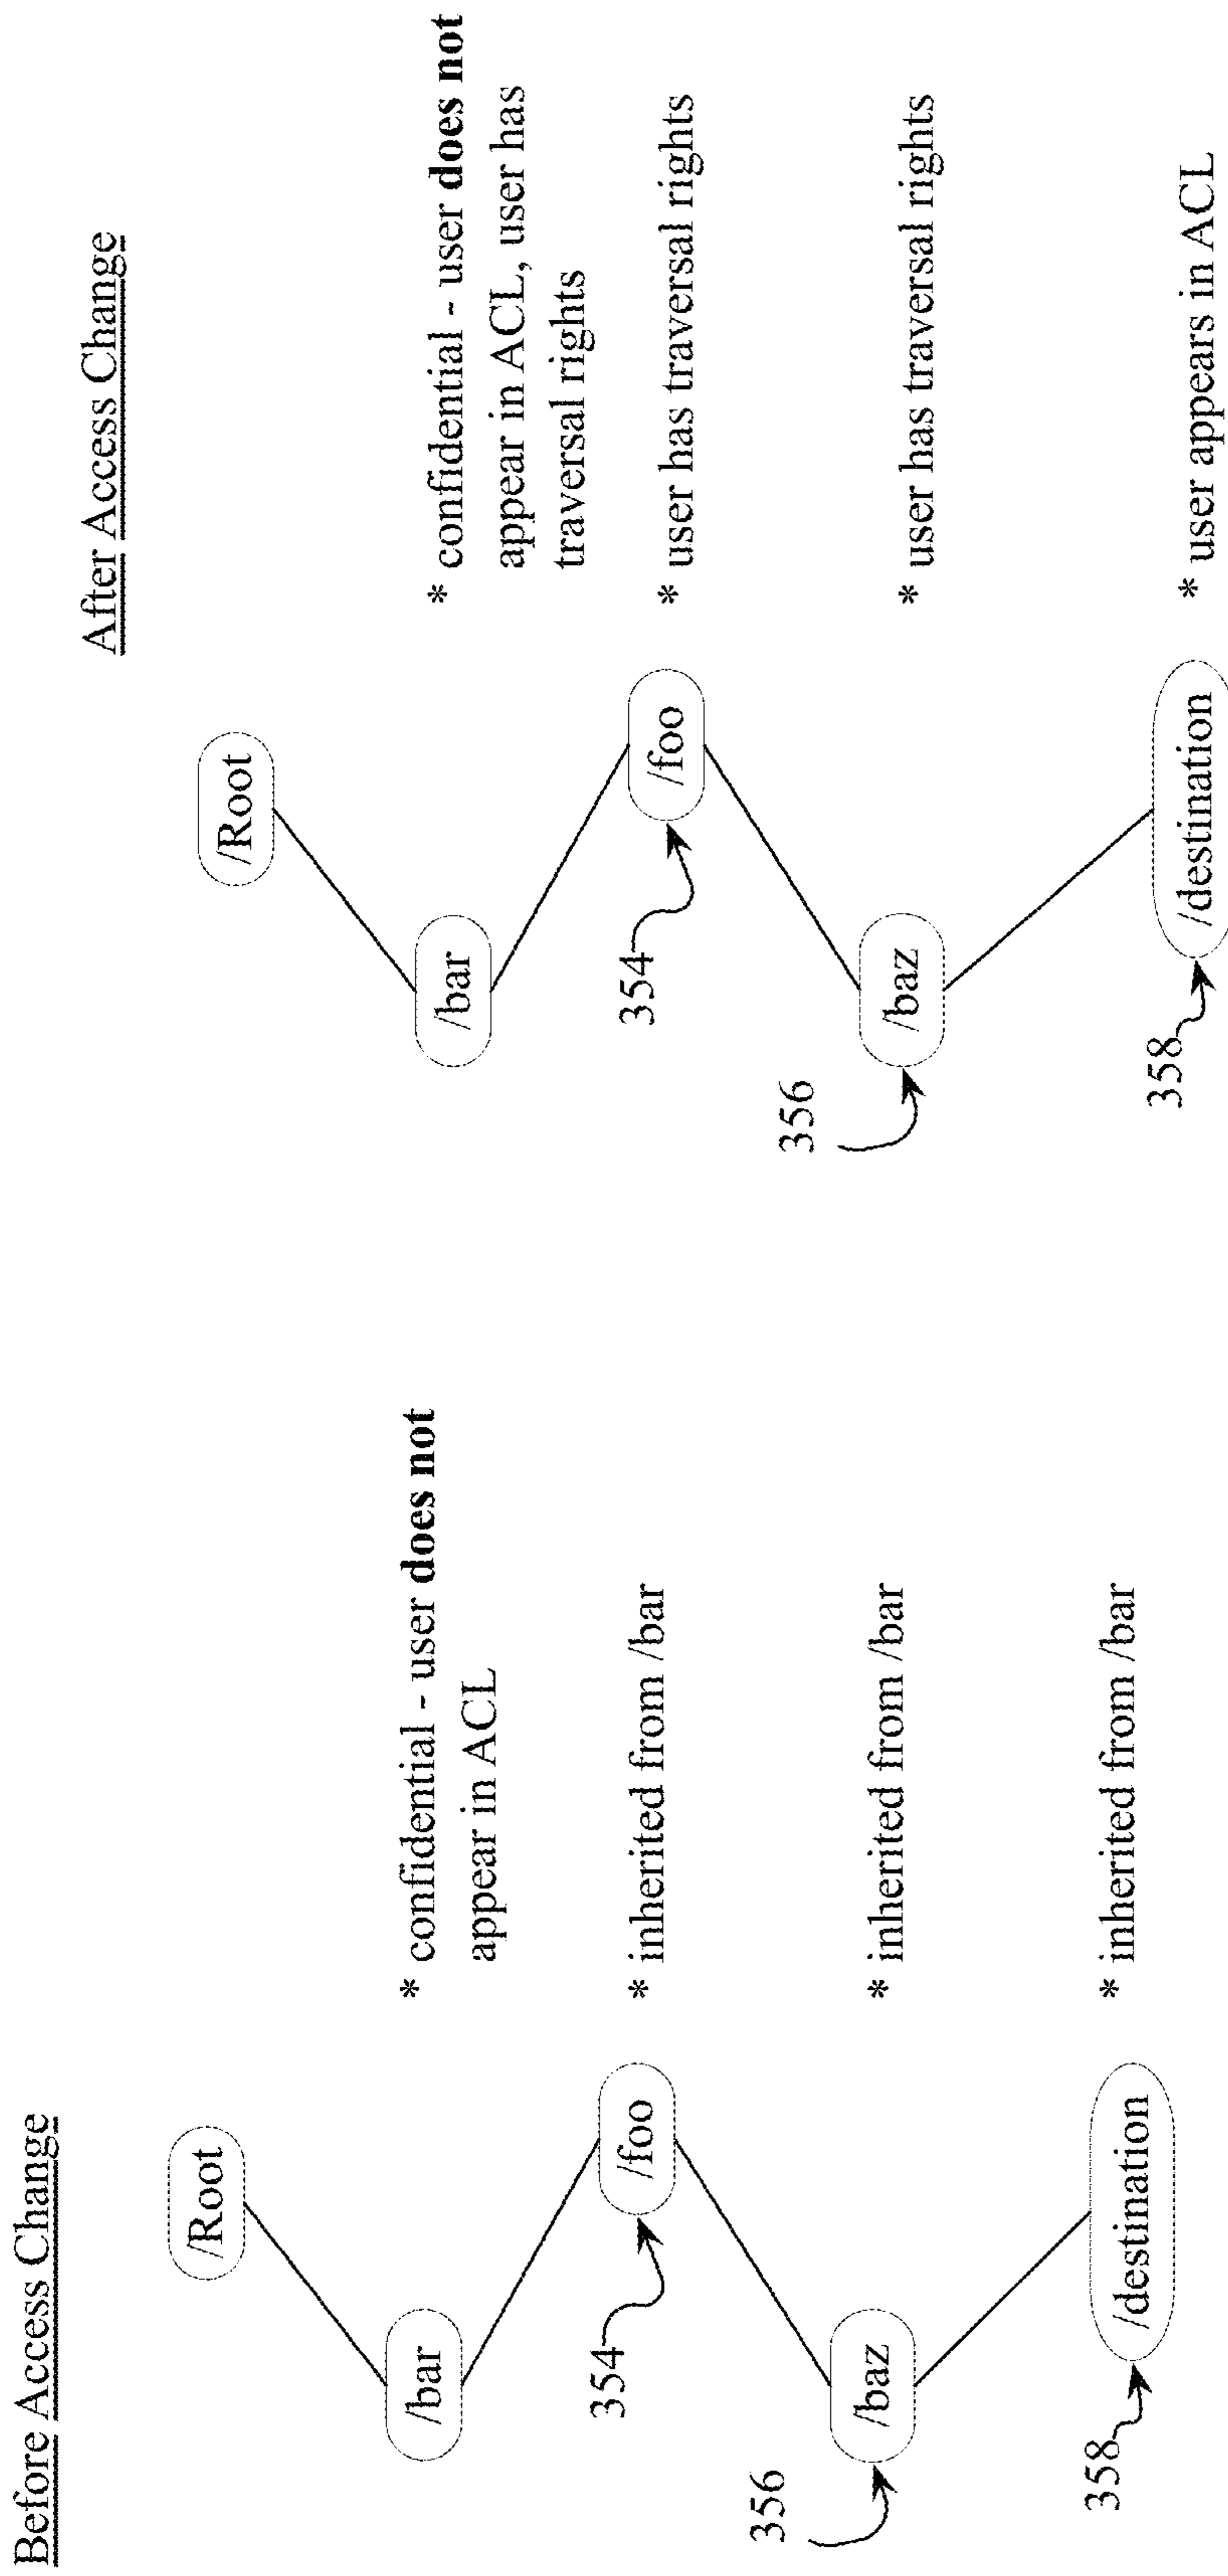 Before Access Change
/Root
/bar
* confidential - user does not
appear in ACL
354
/foo
* inherited from /bar
356
/baz
* inherited from /bar
358
/destination
* inherited from /bar
After Access Change
/Root
/bar
* confidential - user does not
appear in ACL, user has
traversal rights
354
/foo
* user has traversal rights
356
/baz
* user has traversal rights
358
/destination
* user appears in ACL